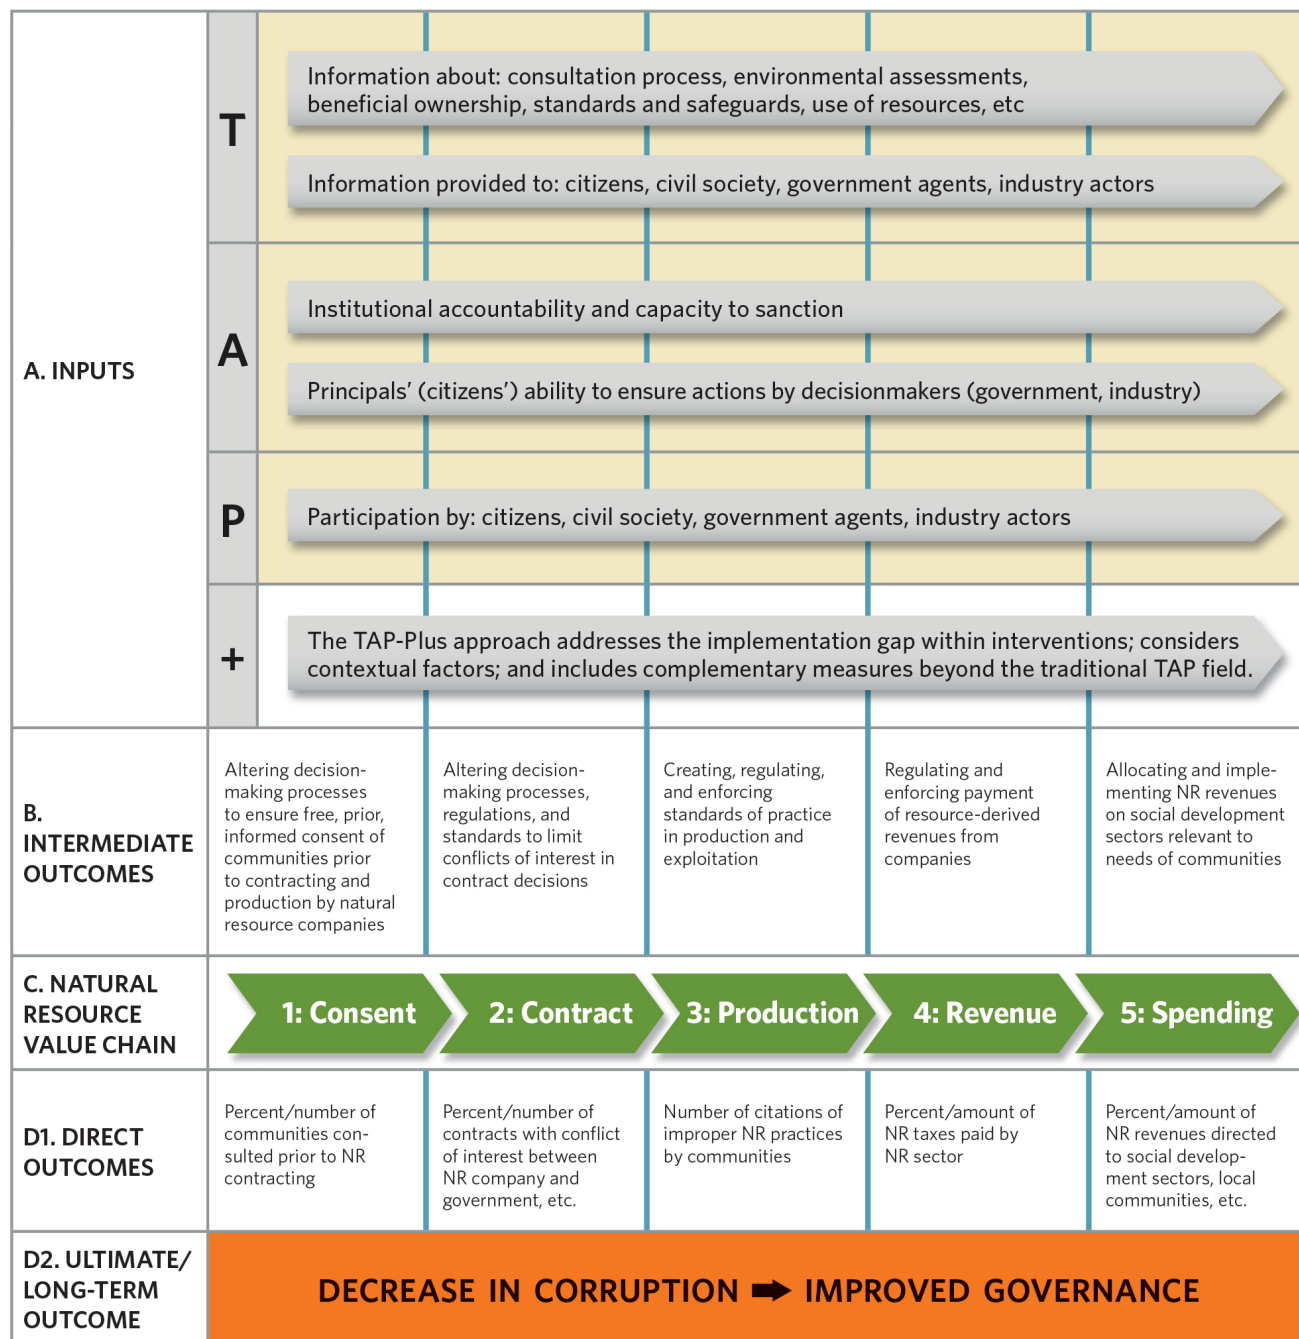 A. INPUTS
T
Information about: consultation process, environmental assessments,
beneficial ownership, standards and safeguards, use of resources, etc
Information provided to: citizens, civil society, government agents, industry actors
A
Institutional accountability and capacity to sanction
Principals’ (citizens’) ability to ensure actions by decisionmakers (government, industry)
P
Participation by: citizens, civil society, government agents, industry actors
+
The TAP-Plus approach addresses the implementation gap within interventions; considers
contextual factors; and includes complementary measures beyond the traditional TAP field.
B.
INTERMEDIATE
OUTCOMES
Altering decision-
making processes
to ensure free, prior,
informed consent of
communities prior
to contracting and
production by natural
resource companies
Altering decision-
making processes,
regulations, and
standards to limit
conflicts of interest in
contract decisions
Creating, regulating,
and enforcing
standards of practice
in production and
exploitation
Regulating and
enforcing payment
of resource-derived
revenues from
companies
Allocating and imple-
menting NR revenues
on social development
sectors relevant to
needs of communities
C. NATURAL
RESOURCE
VALUE CHAIN
1: Consent
2: Contract
3: Production
4: Revenue
5: Spending
D1. DIRECT
OUTCOMES
Percent/number of
communities con-
sulted prior to NR
contracting
Percent/number of
contracts with conflict
of interest between
NR company and
government, etc.
Number of citations of
improper NR practices
by communities
Percent/amount of
NR taxes paid by
NR sector
Percent/amount of
NR revenues directed
to social develop-
ment sectors, local
communities, etc.
D2. ULTIMATE/
LONG-TERM
OUTCOME
DECREASE IN CORRUPTION ➡ IMPROVED GOVERNANCE